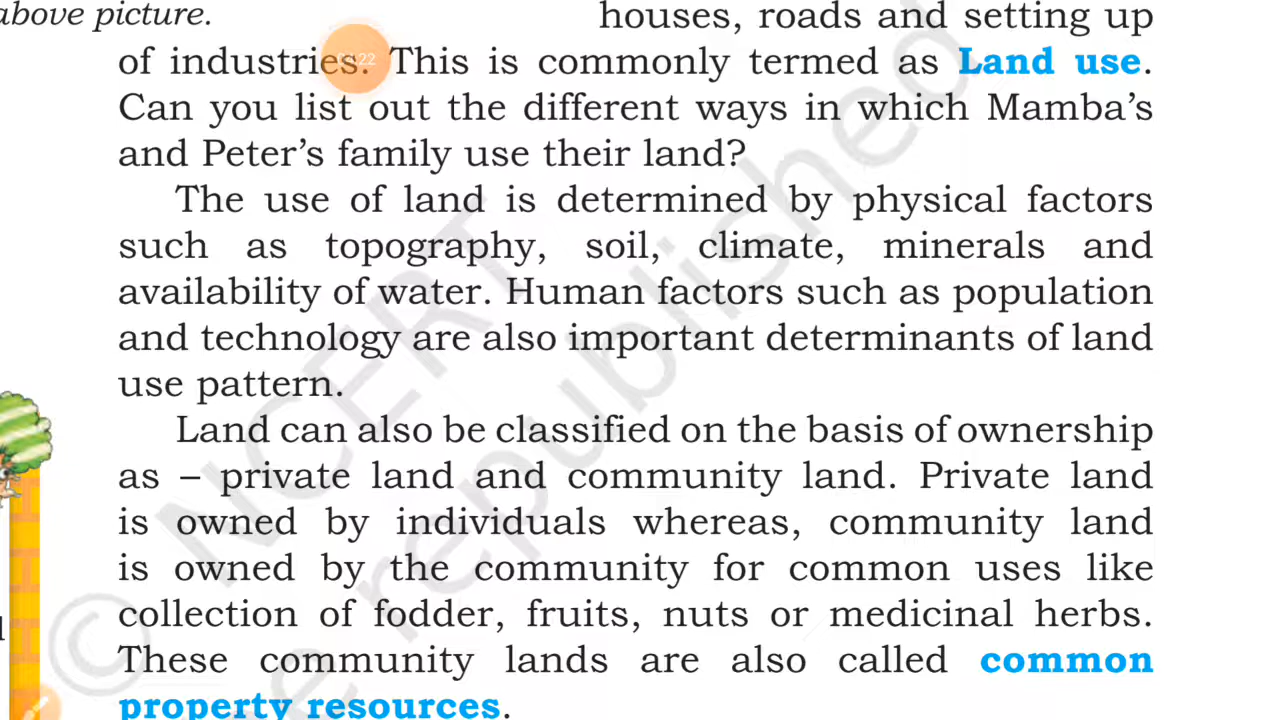 above picture.
houses, roads and setting up
of industries. This is commonly termed as Land use.
Can you list out the different ways in which Mamba's
and Peter's family use their land?
The use of land is determined by physical factors
such as topography, soil, climate, minerals and
availability of water. Human factors such as population
and technology are also important determinants of land
use pattern.
Land can also be classified on the basis of ownership
as – private land and community land. Private land
is owned by individuals whereas, community land
is owned by the community for common uses like
collection of fodder, fruits, nuts or medicinal herbs.
These community lands are also called common
property resources.
© NCERT
be republished